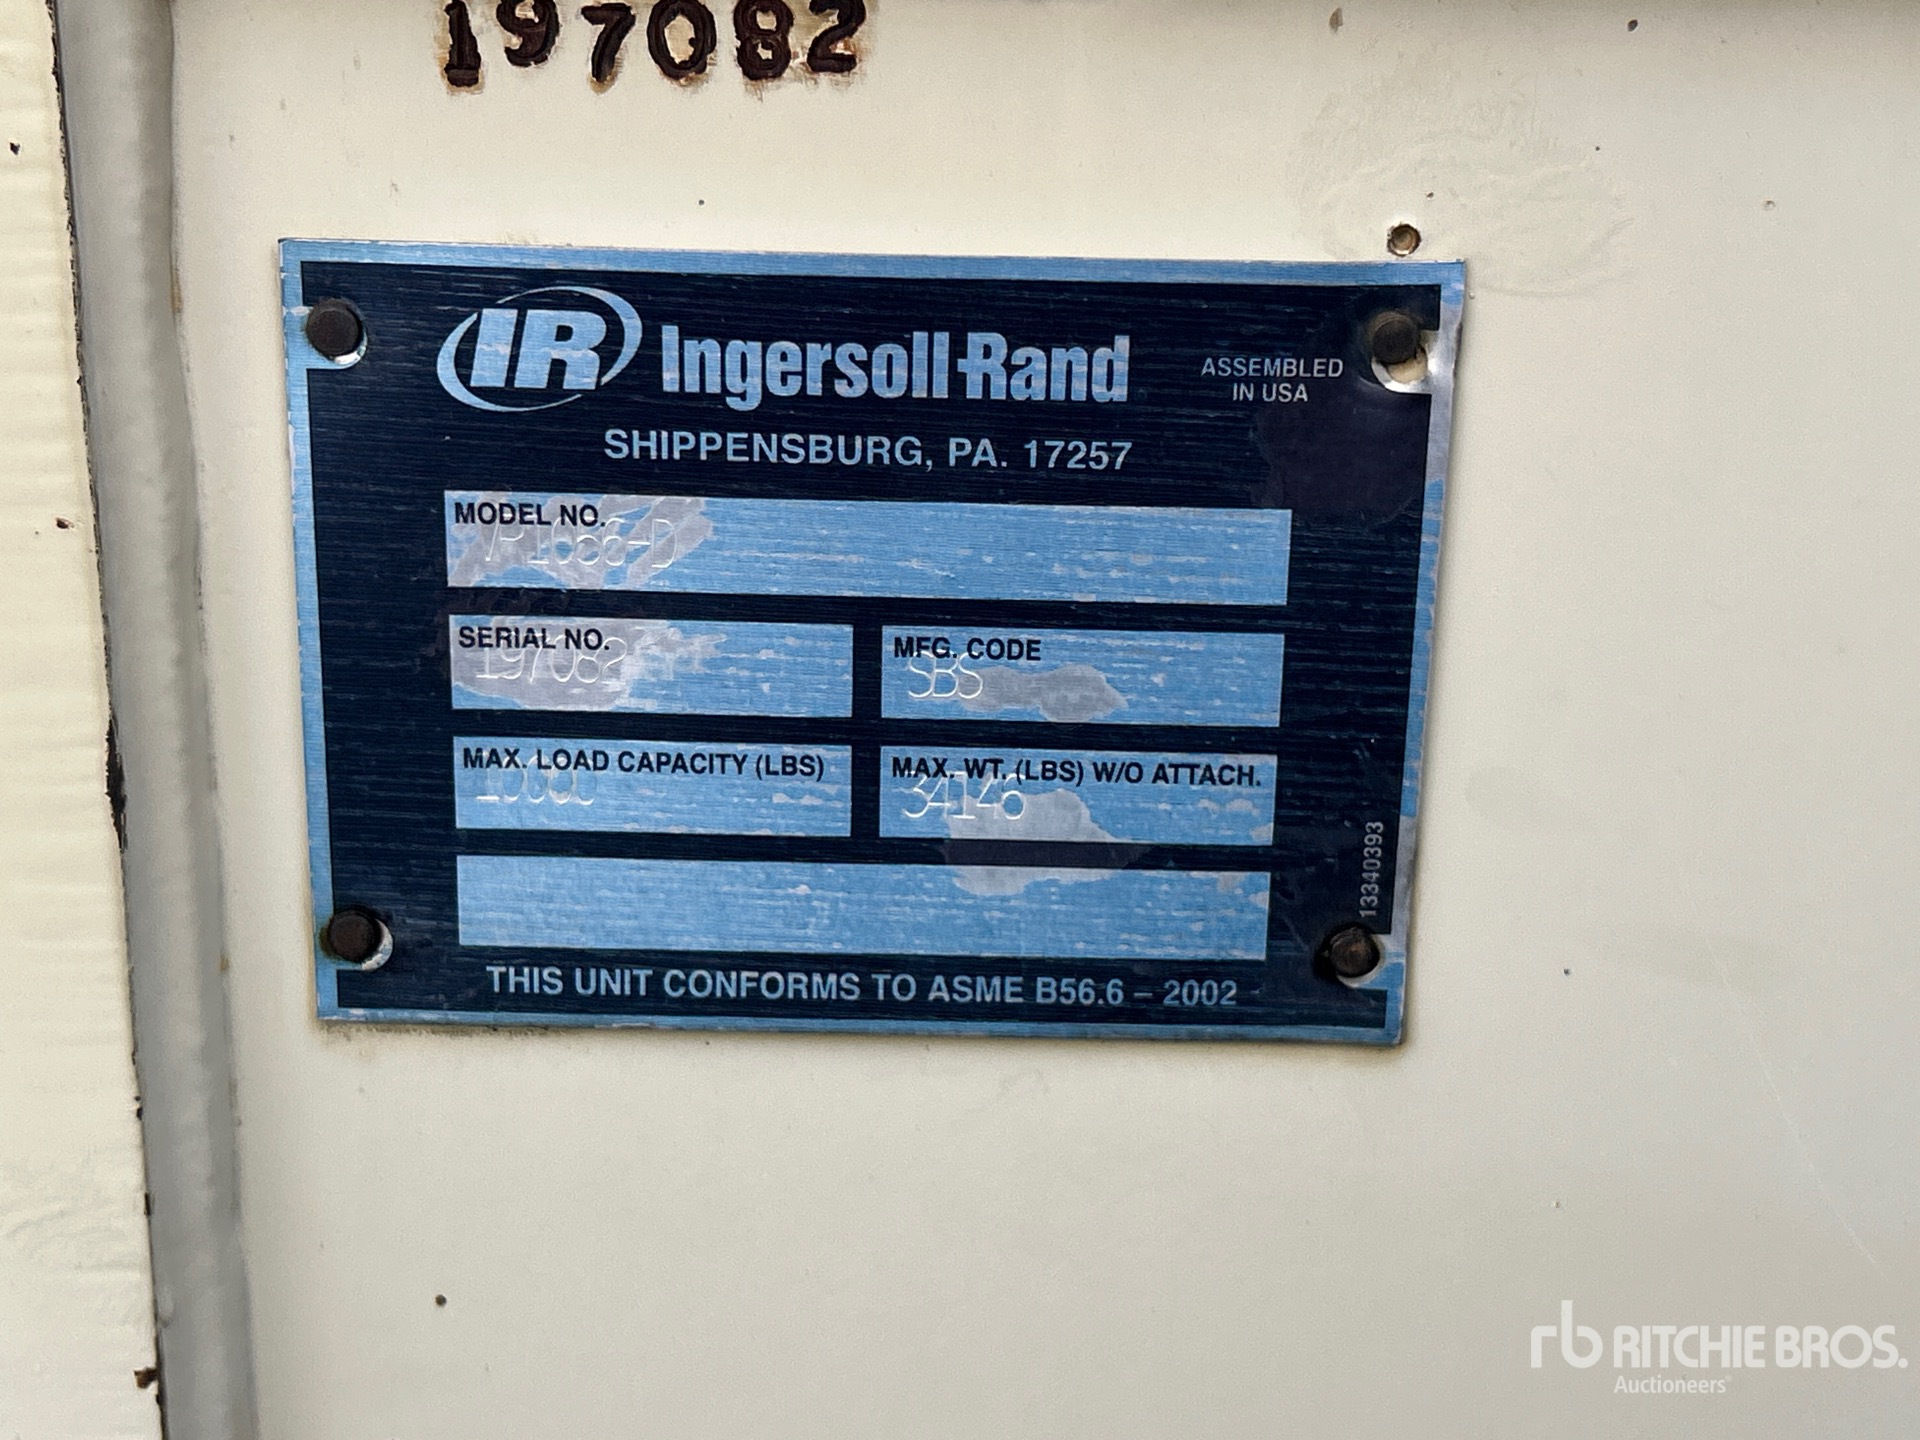 197082
IR Ingersoll-Rand
ASSEMBLED
IN USA
SHIPPENSBURG, PA. 17257
MODEL NO.
SERIAL NO.
197082
MFG. CODE
SBS
MAX. LOAD CAPACITY (LBS)
MAX. WT. (LBS) W/O ATTACH.
34146
13340393
THIS UNIT CONFORMS TO ASME B56.6 – 2002
rb RITCHIE BROS.
Auctioneers